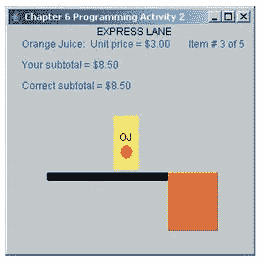 Chapter 6 Programming Activity 2
EXPRESS LANE
Orange Juice: Unit price = $3.00 Item # 3 of 5
Your subtotal = $8.50
Correct subtotal = $8.50
OJ